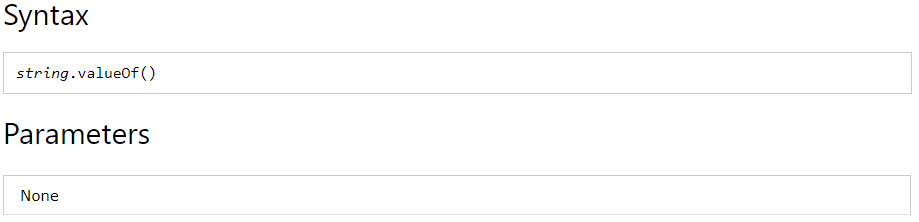 Syntax
string.valueOf()
Parameters
None